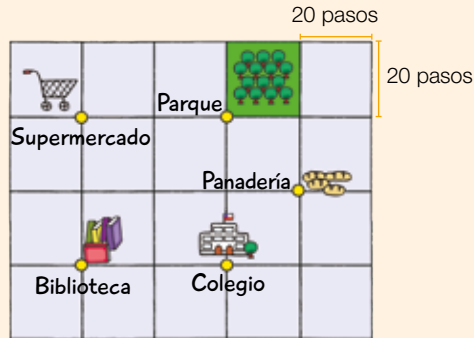 20 pasos
20 pasos
Parque
Supermercado
Panadería
Biblioteca
Colegio